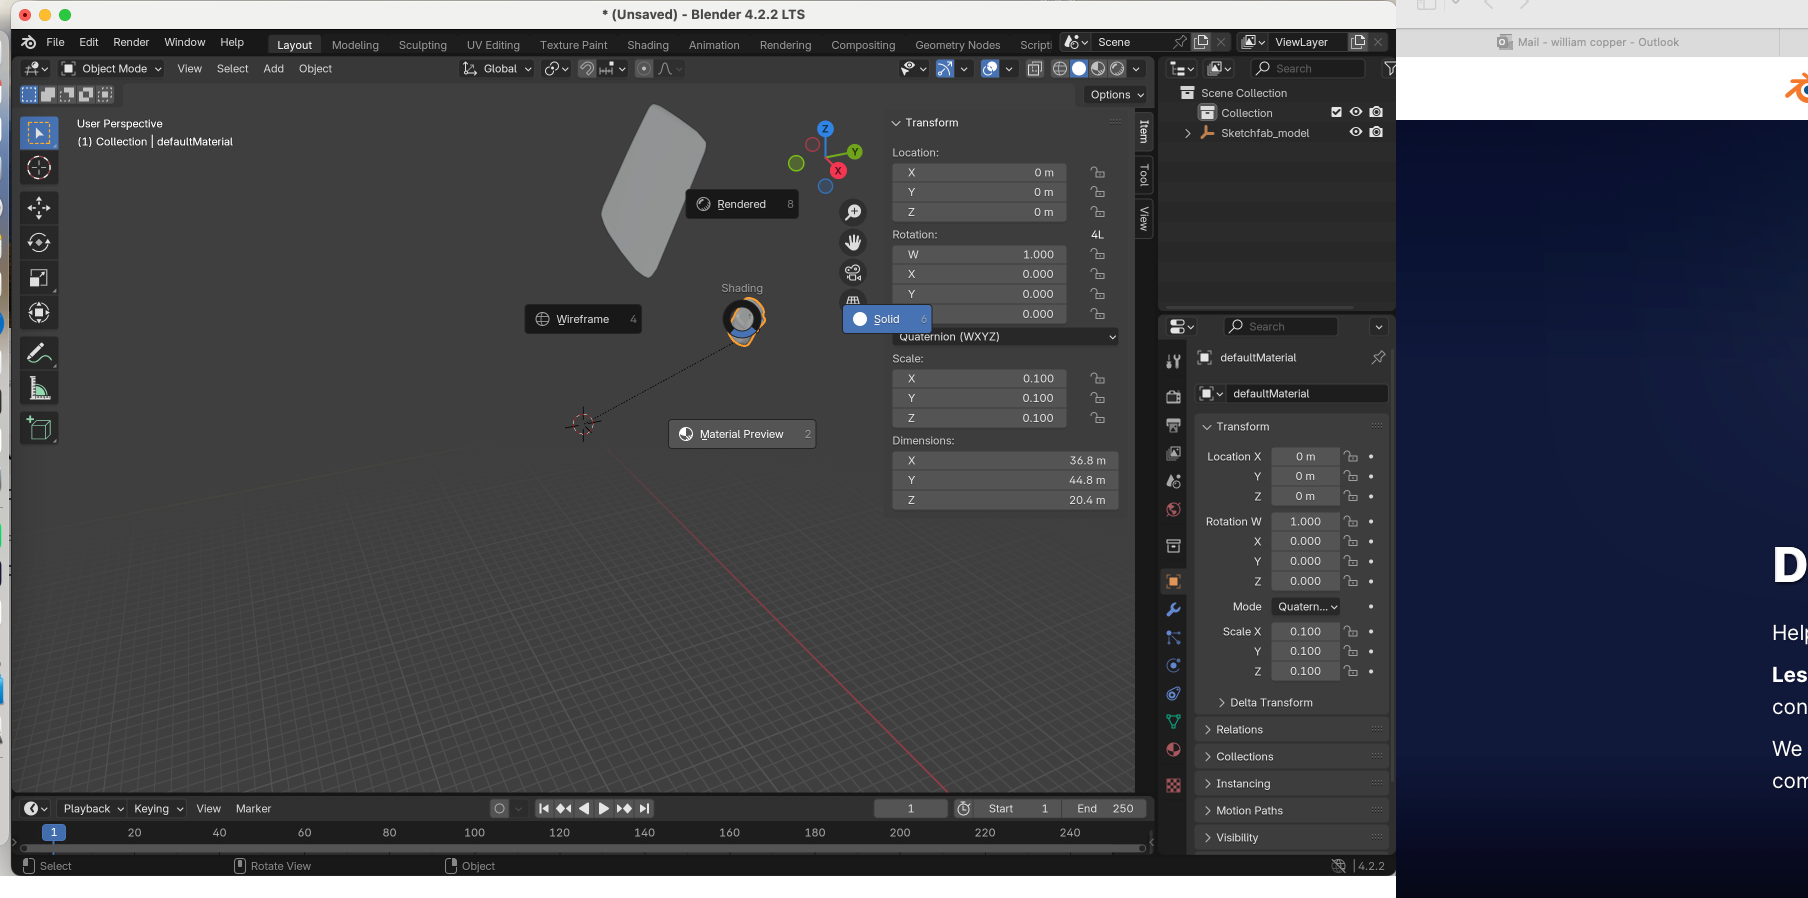 * (Unsaved) - Blender 4.2.2 LTS
Mail - william copper - Outlook
File Edit Render Window Help Layout Modeling Sculpting UV Editing Texture Paint Shading Animation Rendering Compositing Geometry Nodes Scripti Scene ViewLayer
Object Mode View Select Add Object Global Search
Options
User Perspective
(1) Collection | defaultMaterial
Z
Y
X
Rendered 8
Shading
Wireframe 4
Solid 6
Material Preview 2
Transform
Location:
X 0 m
Y 0 m
Z 0 m
Rotation: 4L
W 1.000
X 0.000
Y 0.000
0.000
Quaternion (WXYZ)
Scale:
X 0.100
Y 0.100
Z 0.100
Dimensions:
X 36.8 m
Y 44.8 m
Z 20.4 m
Item
Tool
View
Scene Collection
Collection
Sketchfab_model
Search
defaultMaterial
defaultMaterial
Transform
Location X 0 m
Y 0 m
Z 0 m
Rotation W 1.000
X 0.000
Y 0.000
Z 0.000
Mode Quatern...
Scale X 0.100
Y 0.100
Z 0.100
Delta Transform
Relations
Collections
Instancing
Motion Paths
Visibility
Playback Keying View Marker 1 Start 1 End 250
1 20 40 60 80 100 120 140 160 180 200 220 240
Select Rotate View Object 4.2.2
D
Help
Les
con
We
com